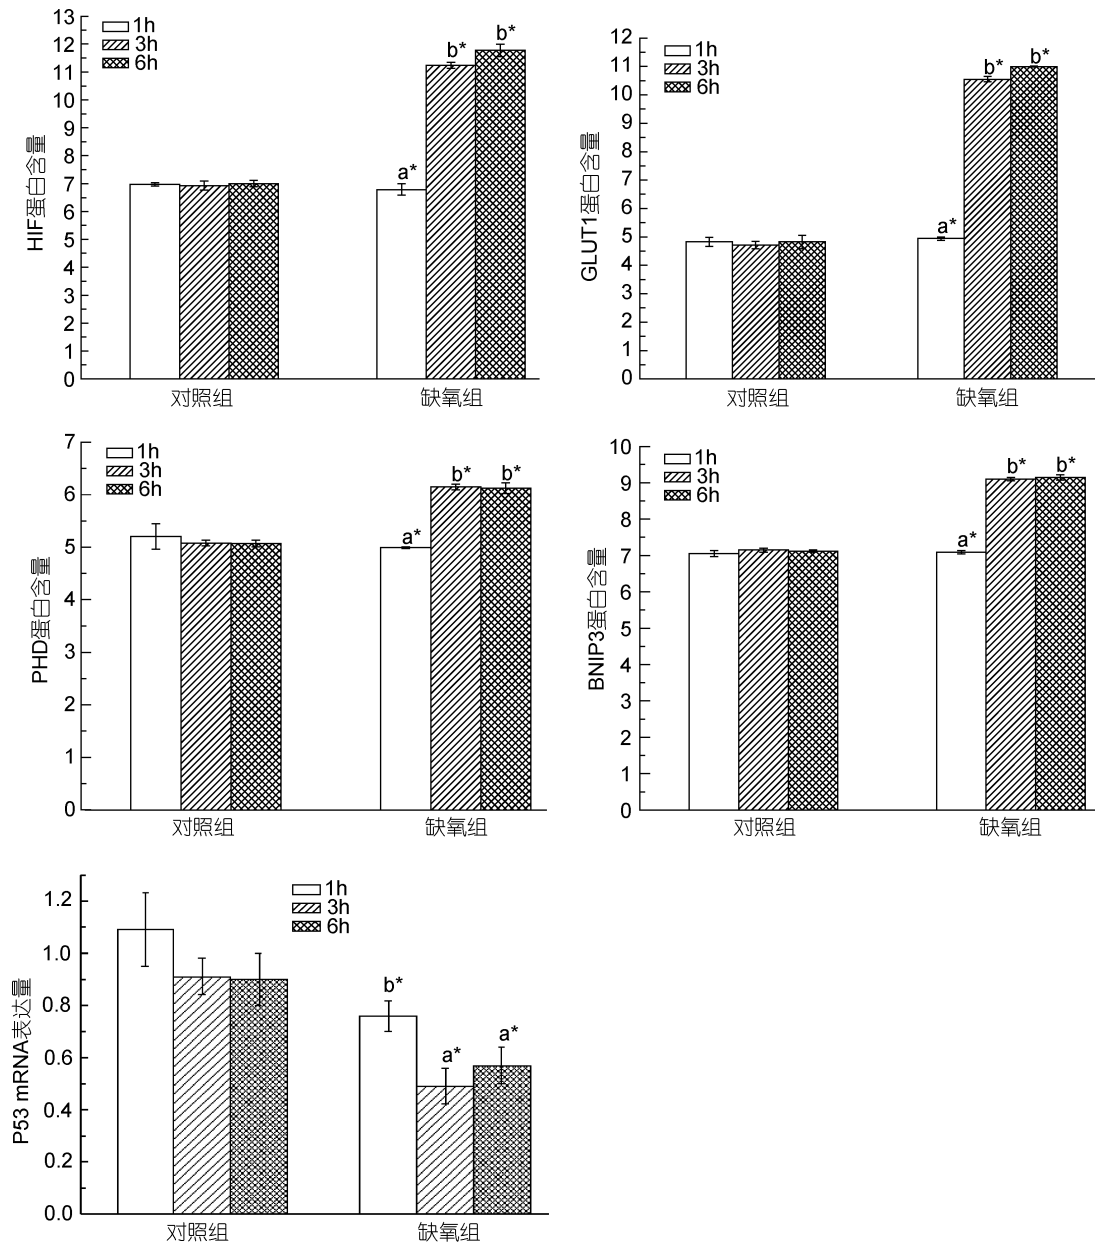 13
12
11
10
9
8
7
6
5
4
3
2
1
0
HIF蛋白含量
1h
3h
6h
a*
b*
b*
对照组
缺氧组
12
11
10
9
8
7
6
5
4
3
2
1
0
GLUT1蛋白含量
1h
3h
6h
a*
b*
b*
对照组
缺氧组
7
6
5
4
3
2
1
0
PHD蛋白含量
1h
3h
6h
a*
b*
b*
对照组
缺氧组
10
9
8
7
6
5
4
3
2
1
0
BNIP3蛋白含量
1h
3h
6h
a*
b*
b*
对照组
缺氧组
1.2
1.0
0.8
0.6
0.4
0.2
0.0
P53 mRNA表达量
1h
3h
6h
b*
a*
a*
对照组
缺氧组